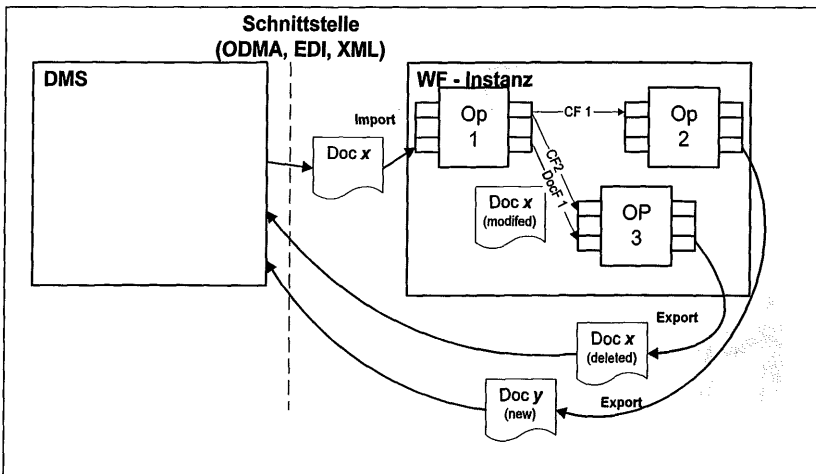 Schnittstelle
(ODMA, EDI, XML)
DMS
WF - Instanz
Import
Doc x
Op
1
CF 1
Op
2
CF2
DocF 1
Doc x
(modifed)
OP
3
Export
Doc x
(deleted)
Doc y
(new)
Export